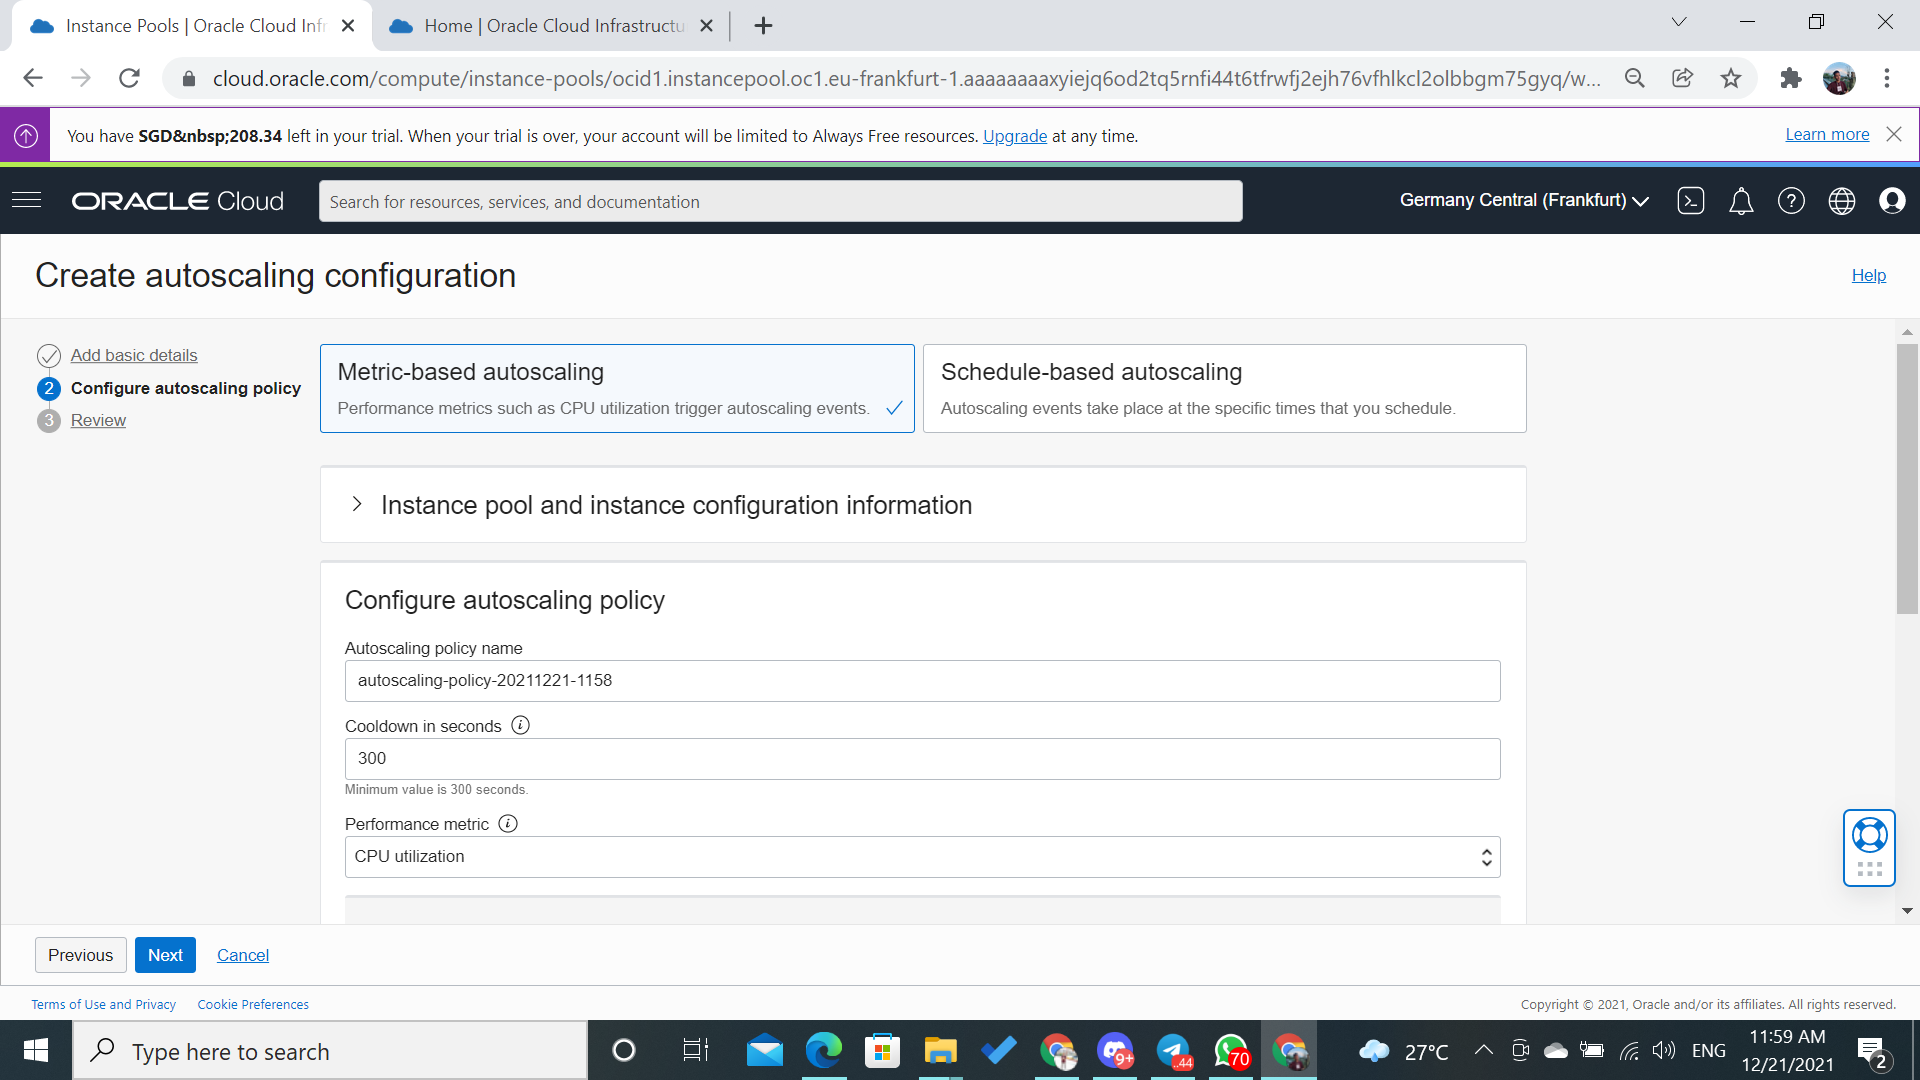 Instance Pools | Oracle Cloud Infr
Home | Oracle Cloud Infrastructu
cloud.oracle.com/compute/instance-pools/ocid1.instancepool.oc1.eu-frankfurt-1.aaaaaaaaxyiejq6od2tq5rnfi44t6tfrwfj2ejh76vfhlkcl2olbbgm75gyq/w...
You have SGD&nbsp;208.34 left in your trial. When your trial is over, your account will be limited to Always Free resources. Upgrade at any time.
Learn more
ORACLE Cloud
Search for resources, services, and documentation
Germany Central (Frankfurt)
Create autoscaling configuration
Help
Add basic details
2 Configure autoscaling policy
3 Review
Metric-based autoscaling
Performance metrics such as CPU utilization trigger autoscaling events.
Schedule-based autoscaling
Autoscaling events take place at the specific times that you schedule.
Instance pool and instance configuration information
Configure autoscaling policy
Autoscaling policy name
autoscaling-policy-20211221-1158
Cooldown in seconds
300
Minimum value is 300 seconds.
Performance metric
CPU utilization
Previous
Next
Cancel
Terms of Use and Privacy
Cookie Preferences
Copyright © 2021, Oracle and/or its affiliates. All rights reserved.
Type here to search
9+
..44
70
27°C
ENG
11:59 AM
12/21/2021
2